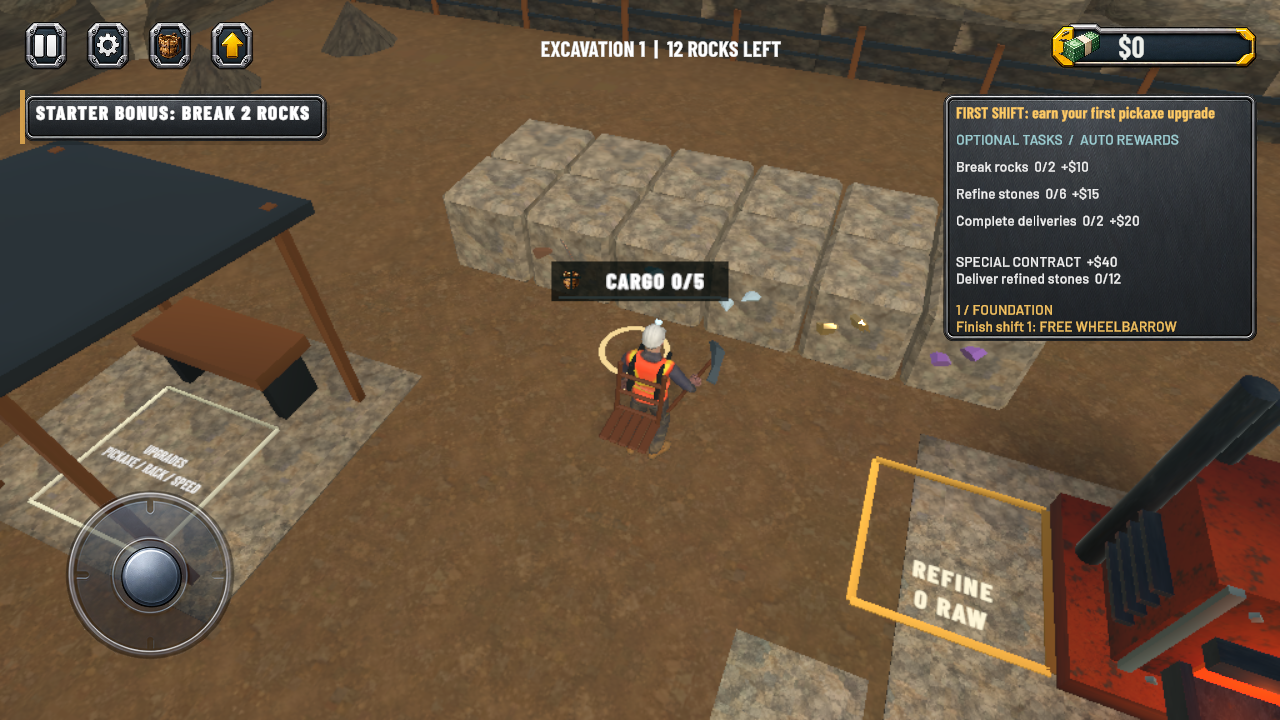 EXCAVATION 1 | 12 ROCKS LEFT
$0
STARTER BONUS: BREAK 2 ROCKS
FIRST SHIFT: earn your first pickaxe upgrade
OPTIONAL TASKS / AUTO REWARDS
Break rocks 0/2 +$10
Refine stones 0/6 +$15
Complete deliveries 0/2 +$20
SPECIAL CONTRACT +$40
Deliver refined stones 0/12
1 / FOUNDATION
Finish shift 1: FREE WHEELBARROW
CARGO 0/5
UPGRADES
PICKAXE / RACK / SPEED
REFINE
0 RAW